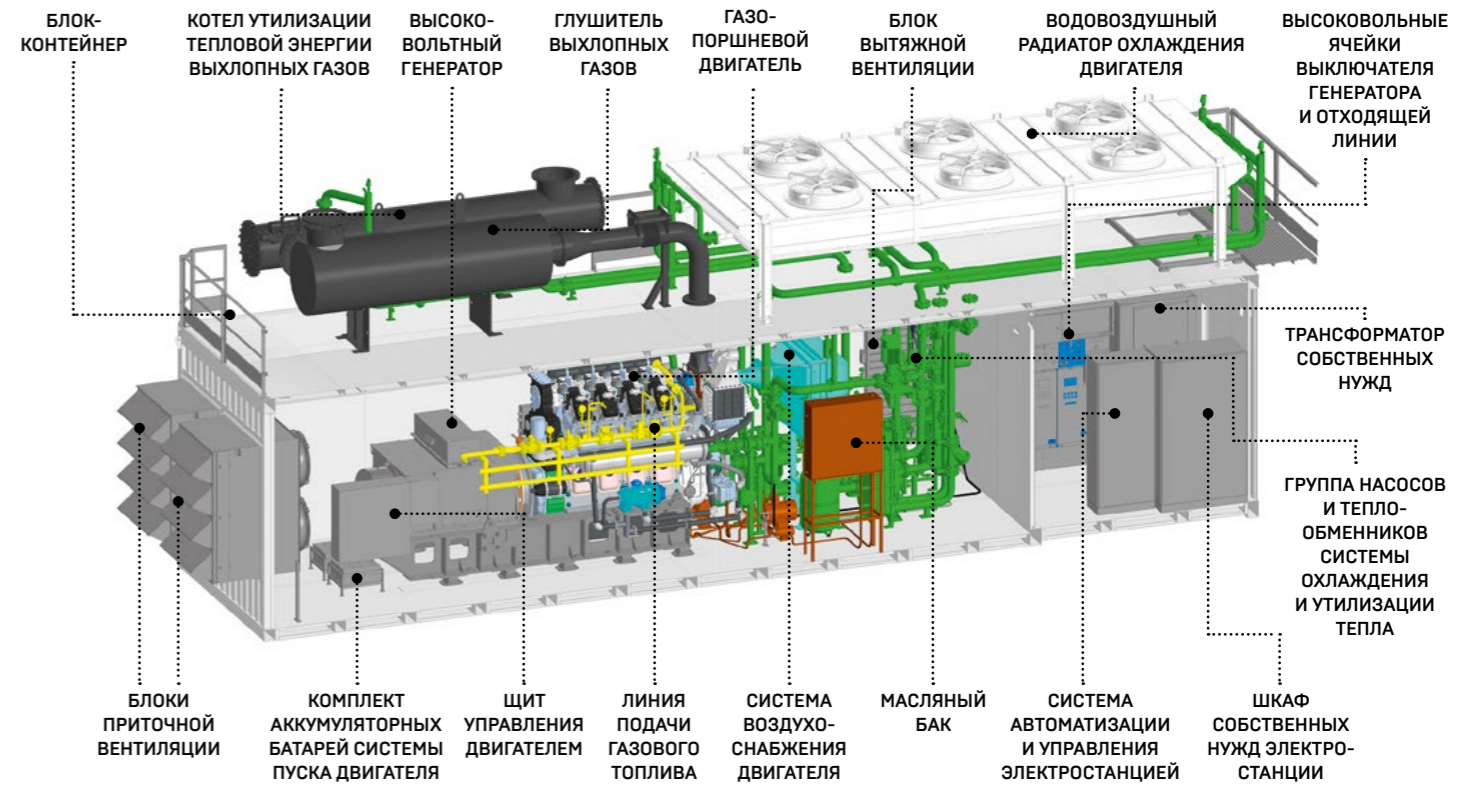 БЛОК-
КОНТЕЙНЕР
КОТЕЛ УТИЛИЗАЦИИ
ТЕПЛОВОЙ ЭНЕРГИИ
ВЫХЛОПНЫХ ГАЗОВ
ВЫСОКО-
ВОЛЬТНЫЙ
ГЕНЕРАТОР
ГЛУШИТЕЛЬ
ВЫХЛОПНЫХ
ГАЗОВ
ГАЗО-
ПОРШНЕВОЙ
ДВИГАТЕЛЬ
БЛОК
ВЫТЯЖНОЙ
ВЕНТИЛЯЦИИ
ВОДОВОЗДУШНЫЙ
РАДИАТОР ОХЛАЖДЕНИЯ
ДВИГАТЕЛЯ
ВЫСОКОВОЛЬНЫЕ
ЯЧЕЙКИ
ВЫКЛЮЧАТЕЛЯ
ГЕНЕРАТОРА
И ОТХОДЯЩЕЙ
ЛИНИИ
ТРАНСФОРМАТОР
СОБСТВЕННЫХ
НУЖД
ГРУППА НАСОСОВ
И ТЕПЛО-
ОБМЕННИКОВ
СИСТЕМЫ
ОХЛАЖДЕНИЯ
И УТИЛИЗАЦИИ
ТЕПЛА
БЛОКИ
ПРИТОЧНОЙ
ВЕНТИЛЯЦИИ
КОМПЛЕКТ
АККУМУЛЯТОРНЫХ
БАТАРЕЙ СИСТЕМЫ
ПУСКА ДВИГАТЕЛЯ
ЩИТ
УПРАВЛЕНИЯ
ДВИГАТЕЛЕМ
ЛИНИЯ
ПОДАЧИ
ГАЗОВОГО
ТОПЛИВА
СИСТЕМА
ВОЗДУХО-
СНАБЖЕНИЯ
ДВИГАТЕЛЯ
МАСЛЯНЫЙ
БАК
СИСТЕМА
АВТОМАТИЗАЦИИ
И УПРАВЛЕНИЯ
ЭЛЕКТРОСТАНЦИЕЙ
ШКАФ
СОБСТВЕННЫХ
НУЖД ЭЛЕКТРО-
СТАНЦИИ